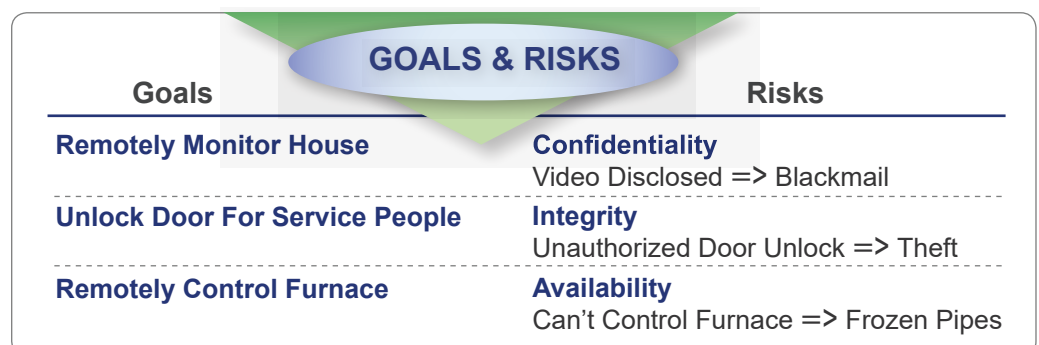 GOALS & RISKS
Goals
Risks
Remotely Monitor House
Confidentiality
Video Disclosed => Blackmail
Unlock Door For Service People
Integrity
Unauthorized Door Unlock => Theft
Remotely Control Furnace
Availability
Can't Control Furnace => Frozen Pipes